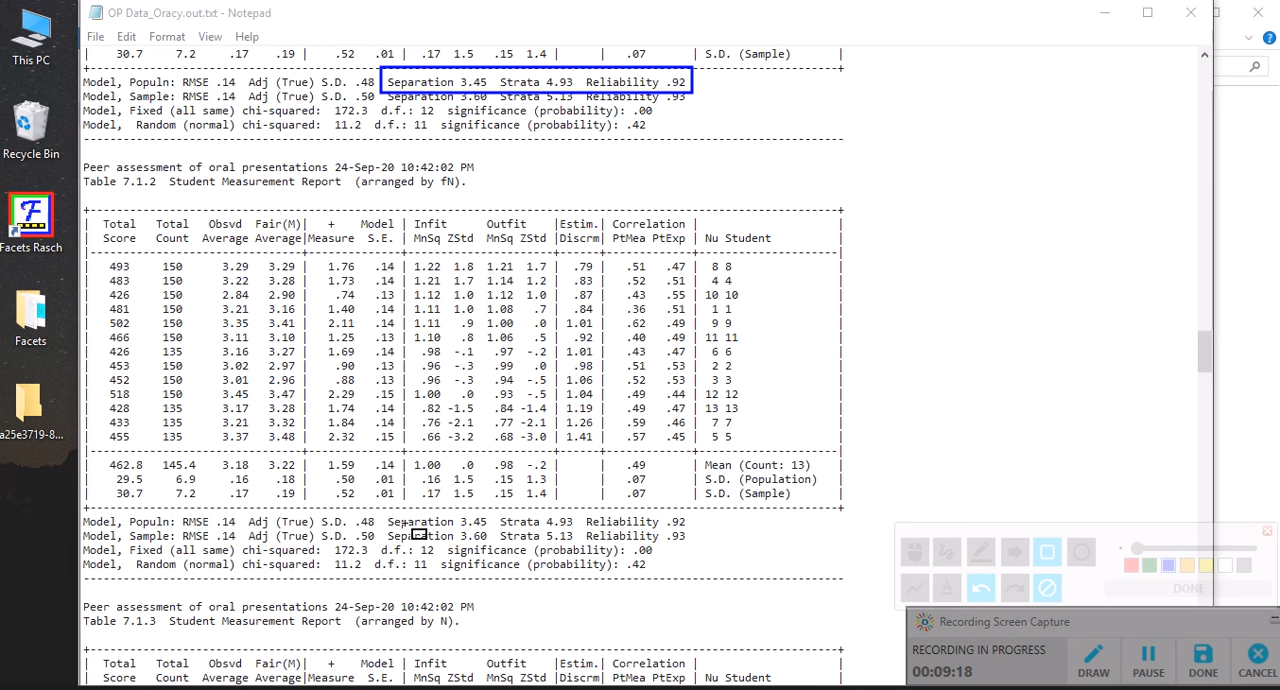 This PC
Recycle Bin
Facets Rasch
Facets
a25e3719-8...
OP Data_Oracy.out.txt - Notepad
File Edit Format View Help
| 30.7 7.2 .17 .19 | .52 .01 | .17 1.5 .15 1.4 | | .07 | S.D. (Sample)
Model, Populn: RMSE .14 Adj (True) S.D. .48 Separation 3.45 Strata 4.93 Reliability .92
Model, Sample: RMSE .14 Adj (True) S.D. .50 Separation 3.60 Strata 5.13 Reliability .93
Model, Fixed (all same) chi-squared: 172.3 d.f.: 12 significance (probability): .00
Model, Random (normal) chi-squared: 11.2 d.f.: 11 significance (probability): .42
Peer assessment of oral presentations 24-Sep-20 10:42:02 PM
Table 7.1.2 Student Measurement Report (arranged by fN).
| Total Total Obsvd Fair(M)| + Model | Infit Outfit |Estim.| Correlation | |
| Score Count Average Average|Measure S.E. | MnSq ZStd MnSq ZStd |Discrm| PtMea PtExp | Nu Student |
| 493 150 3.29 3.29 | 1.76 .14 | 1.22 1.8 1.21 1.7 | .79 | .51 .47 | 8 8 |
| 483 150 3.22 3.28 | 1.73 .14 | 1.21 1.7 1.14 1.2 | .83 | .52 .51 | 4 4 |
| 426 150 2.84 2.90 | .74 .13 | 1.12 1.0 1.12 1.0 | .87 | .43 .55 | 10 10 |
| 481 150 3.21 3.16 | 1.40 .14 | 1.11 1.0 1.08 .7 | .84 | .36 .51 | 1 1 |
| 502 150 3.35 3.41 | 2.11 .14 | 1.11 .9 1.00 .0 | 1.01 | .62 .49 | 9 9 |
| 466 150 3.11 3.10 | 1.25 .13 | 1.10 .8 1.06 .5 | .92 | .40 .49 | 11 11 |
| 426 135 3.16 3.27 | 1.69 .14 | .98 -.1 .97 -.2 | 1.01 | .43 .47 | 6 6 |
| 453 150 3.02 2.97 | .90 .13 | .96 -.3 .99 .0 | .98 | .51 .53 | 2 2 |
| 452 150 3.01 2.96 | .88 .13 | .96 -.3 .94 -.5 | 1.06 | .52 .53 | 3 3 |
| 518 150 3.45 3.47 | 2.29 .15 | 1.00 .0 .93 -.5 | 1.04 | .49 .44 | 12 12 |
| 428 135 3.17 3.28 | 1.74 .14 | .82 -1.5 .84 -1.4 | 1.19 | .49 .47 | 13 13 |
| 433 135 3.21 3.32 | 1.84 .14 | .76 -2.1 .77 -2.1 | 1.26 | .59 .46 | 7 7 |
| 455 135 3.37 3.48 | 2.32 .15 | .66 -3.2 .68 -3.0 | 1.41 | .57 .45 | 5 5 |
| 462.8 145.4 3.18 3.22 | 1.59 .14 | 1.00 .0 .98 -.2 | | .49 | Mean (Count: 13) |
| 29.5 6.9 .16 .18 | .50 .01 | .16 1.5 .15 1.3 | | .07 | S.D. (Population) |
| 30.7 7.2 .17 .19 | .52 .01 | .17 1.5 .15 1.4 | | .07 | S.D. (Sample) |
Model, Populn: RMSE .14 Adj (True) S.D. .48 Separation 3.45 Strata 4.93 Reliability .92
Model, Sample: RMSE .14 Adj (True) S.D. .50 Separation 3.60 Strata 5.13 Reliability .93
Model, Fixed (all same) chi-squared: 172.3 d.f.: 12 significance (probability): .00
Model, Random (normal) chi-squared: 11.2 d.f.: 11 significance (probability): .42
Peer assessment of oral presentations 24-Sep-20 10:42:02 PM
Table 7.1.3 Student Measurement Report (arranged by N).
| Total Total Obsvd Fair(M)| + Model | Infit Outfit |Estim.| Correlation | |
| Score Count Average Average|Measure S.E. | MnSq ZStd MnSq ZStd |Discrm| PtMea PtExp | Nu Student |
DONE
Recording Screen Capture
RECORDING IN PROGRESS
00:09:18
DRAW PAUSE DONE CANCEL